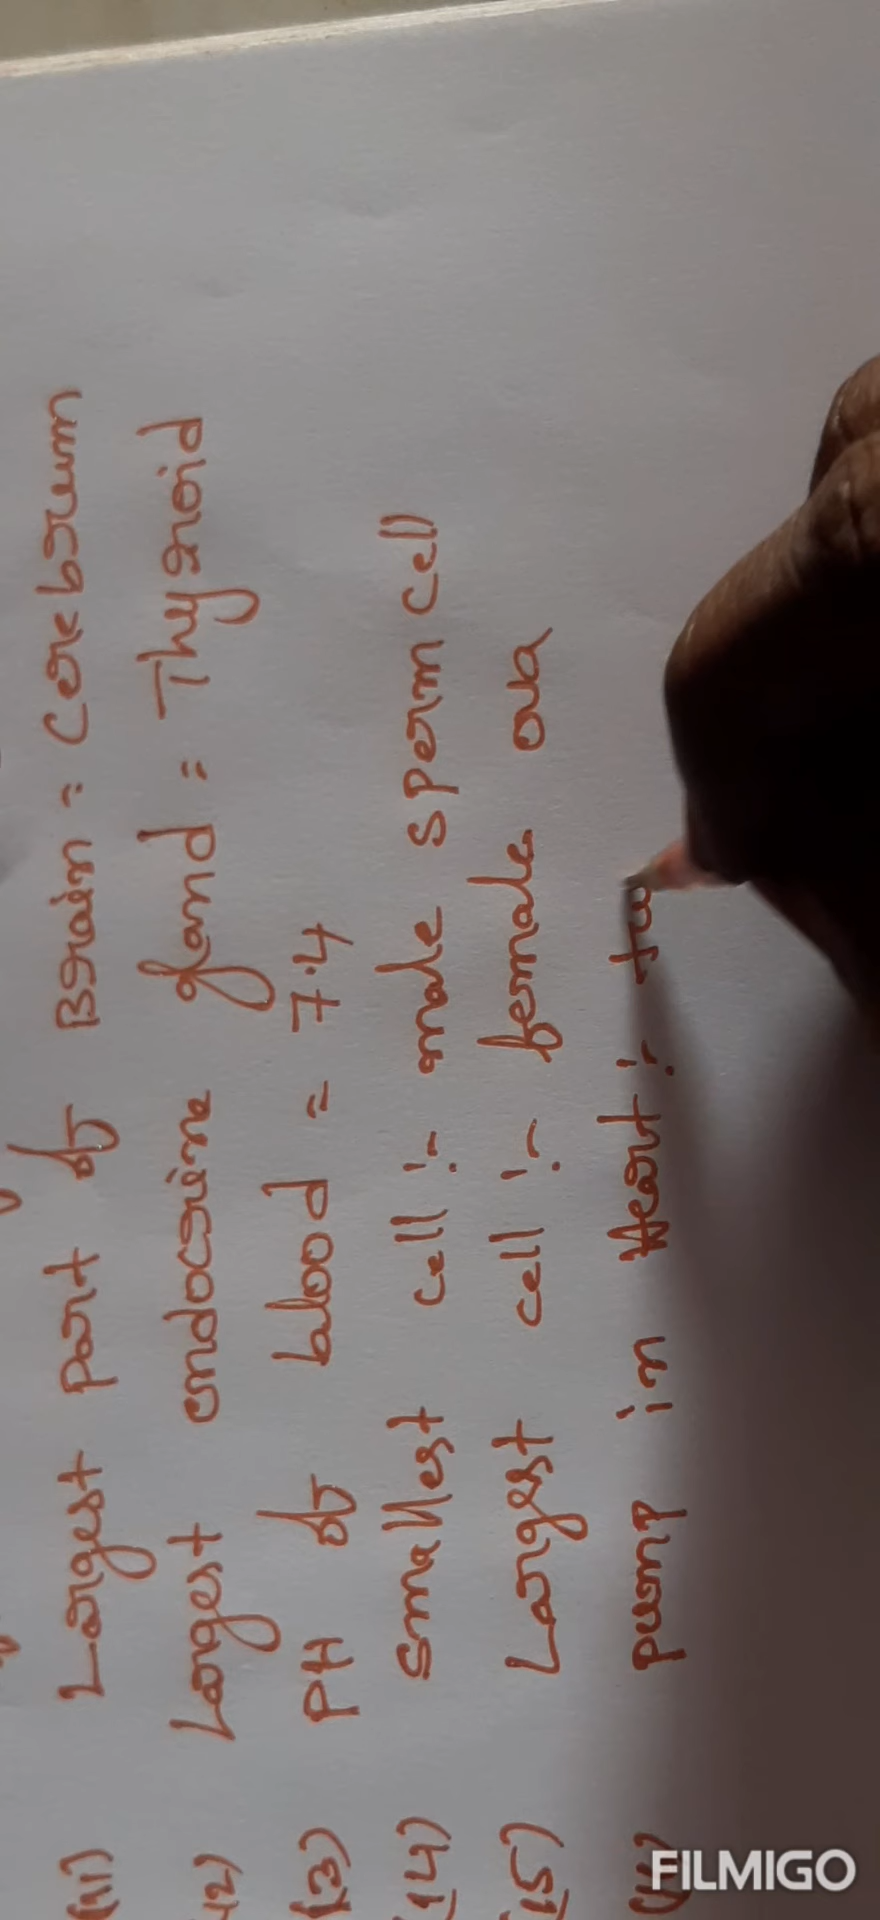 (11) Largest part of Brain = Cerebrum
(12) Largest endocrine gland = Thyroid
(13) PH of blood = 7.4
(14) Smallest cell :- male sperm cell
(15) Largest cell :- female ova
pump in Heart :-
FILMIGO